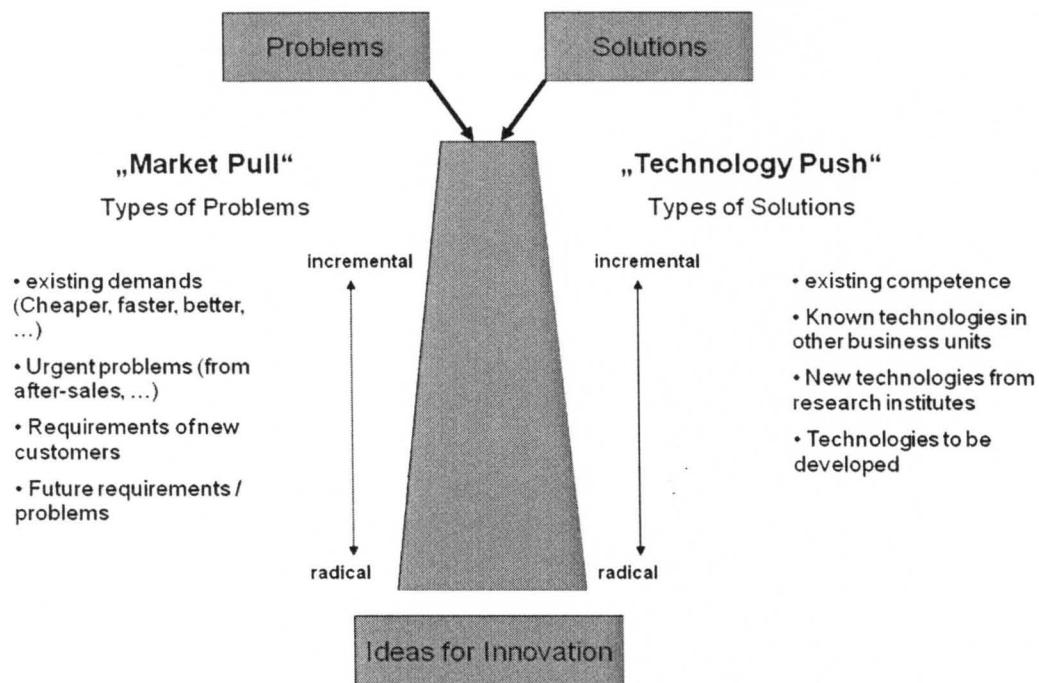 Problems
Solutions
„Market Pull“
Types of Problems
• existing demands
(Cheaper, faster, better,
…)
• Urgent problems (from
after-sales, …)
• Requirements of new
customers
• Future requirements /
problems
incremental
radical
„Technology Push“
Types of Solutions
incremental
radical
• existing competence
• Known technologies in
other business units
• New technologies from
research institutes
• Technologies to be
developed
Ideas for Innovation